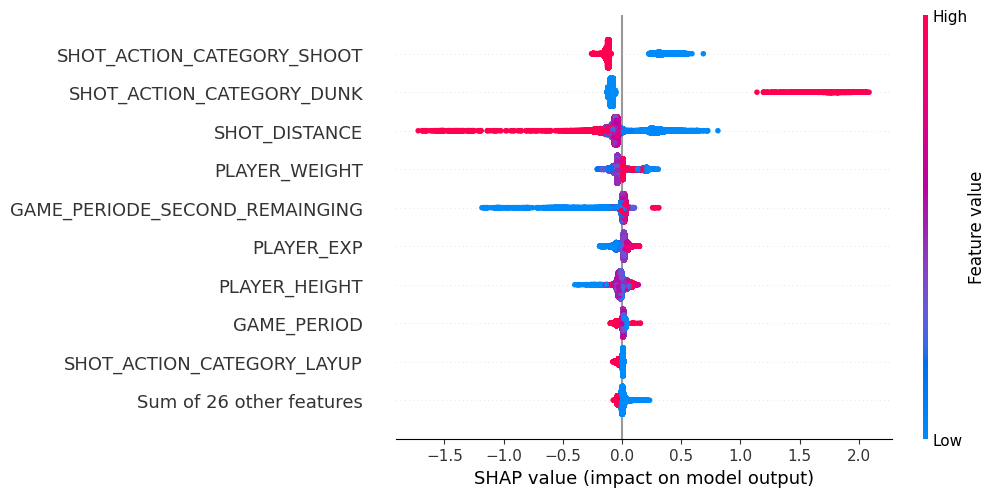 High
SHOT_ACTION_CATEGORY_SHOOT
SHOT_ACTION_CATEGORY_DUNK
SHOT_DISTANCE
PLAYER_WEIGHT
GAME_PERIODE_SECOND_REMAINGING
PLAYER_EXP
PLAYER_HEIGHT
GAME_PERIOD
SHOT_ACTION_CATEGORY_LAYUP
Sum of 26 other features
Feature value
Low
−1.5 −1.0 −0.5 0.0 0.5 1.0 1.5 2.0
SHAP value (impact on model output)